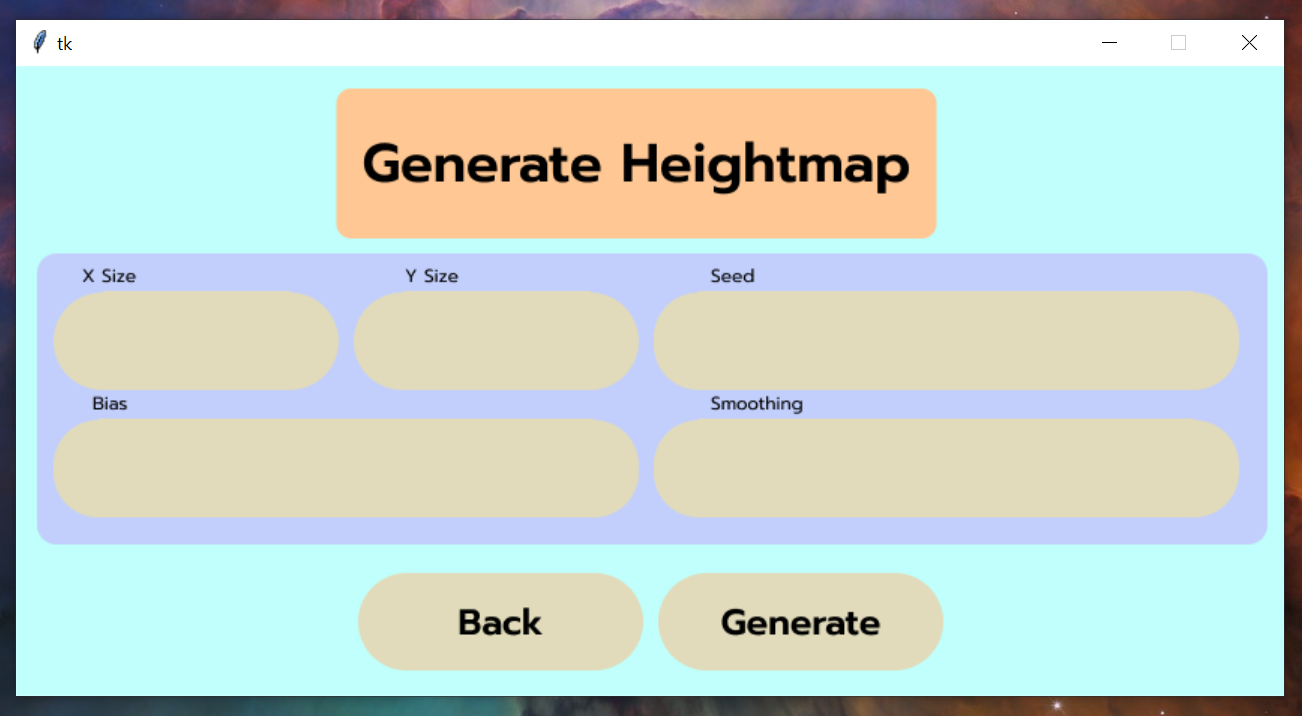 tk
Generate Heightmap
X Size
Y Size
Seed
Bias
Smoothing
Back
Generate